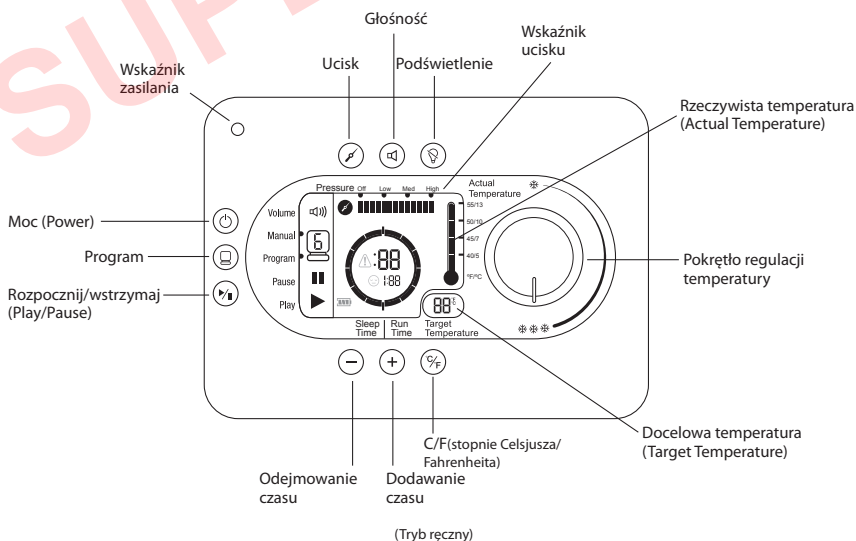 SUPE
Głośność
Wskaźnik
ucisku
Wskaźnik
zasilania
Ucisk
Podświetlenie
Rzeczywista temperatura
(Actual Temperature)
Pressure Off Low Med High
Actual
Temperature
55/13
50/10
45/7
40/5
°F/°C
Volume
Manual
Program
Pause
Play
6
:88
1:88
88
Sleep
Time
Run
Time
Target
Temperature
Moc (Power)
Program
Rozpocznij/wstrzymaj
(Play/Pause)
Pokrętło regulacji
temperatury
°C/F
C/F(stopnie Celsjusza/
Fahrenheita)
Docelowa temperatura
(Target Temperature)
Odejmowanie
czasu
Dodawanie
czasu
(Tryb ręczny)